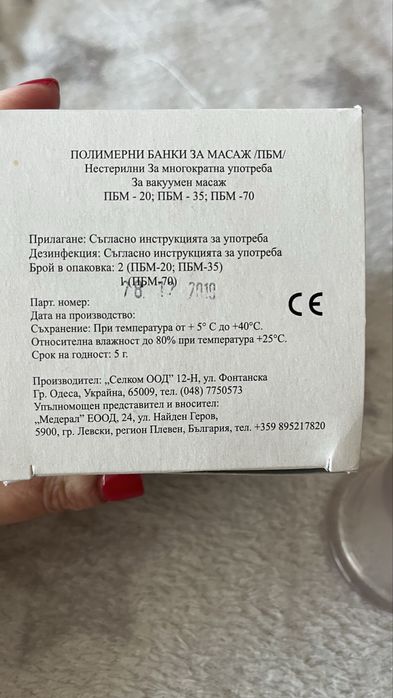 ПОЛИМЕРНИ БАНКИ ЗА МАСАЖ /ПБМ/
Нестерилни За многократна употреба
За вакуумен масаж
ПБМ - 20; ПБМ - 35; ПБМ -70
Прилагане: Съгласно инструкцията за употреба
Дезинфекция: Съгласно инструкцията за употреба
Брой в опаковка: 2 (ПБМ-20; ПБМ-35)
1 (ПБМ-70)
2019
Парт. номер:
Дата на производство:
Съхранение: При температура от + 5° С до +40°С.
Относителна влажност до 80% при температура +25°С.
Срок на годност: 5 г.
CE
Производител: „Селком ООД” 12-Н, ул. Фонтанска
Гр. Одеса, Украйна, 65009, тел. (048) 7750573
Упълномощен представител и вносител:
„Медерал” ЕООД, 24, ул. Найден Геров,
5900, гр. Левски, регион Плевен, България, тел. +359 895217820